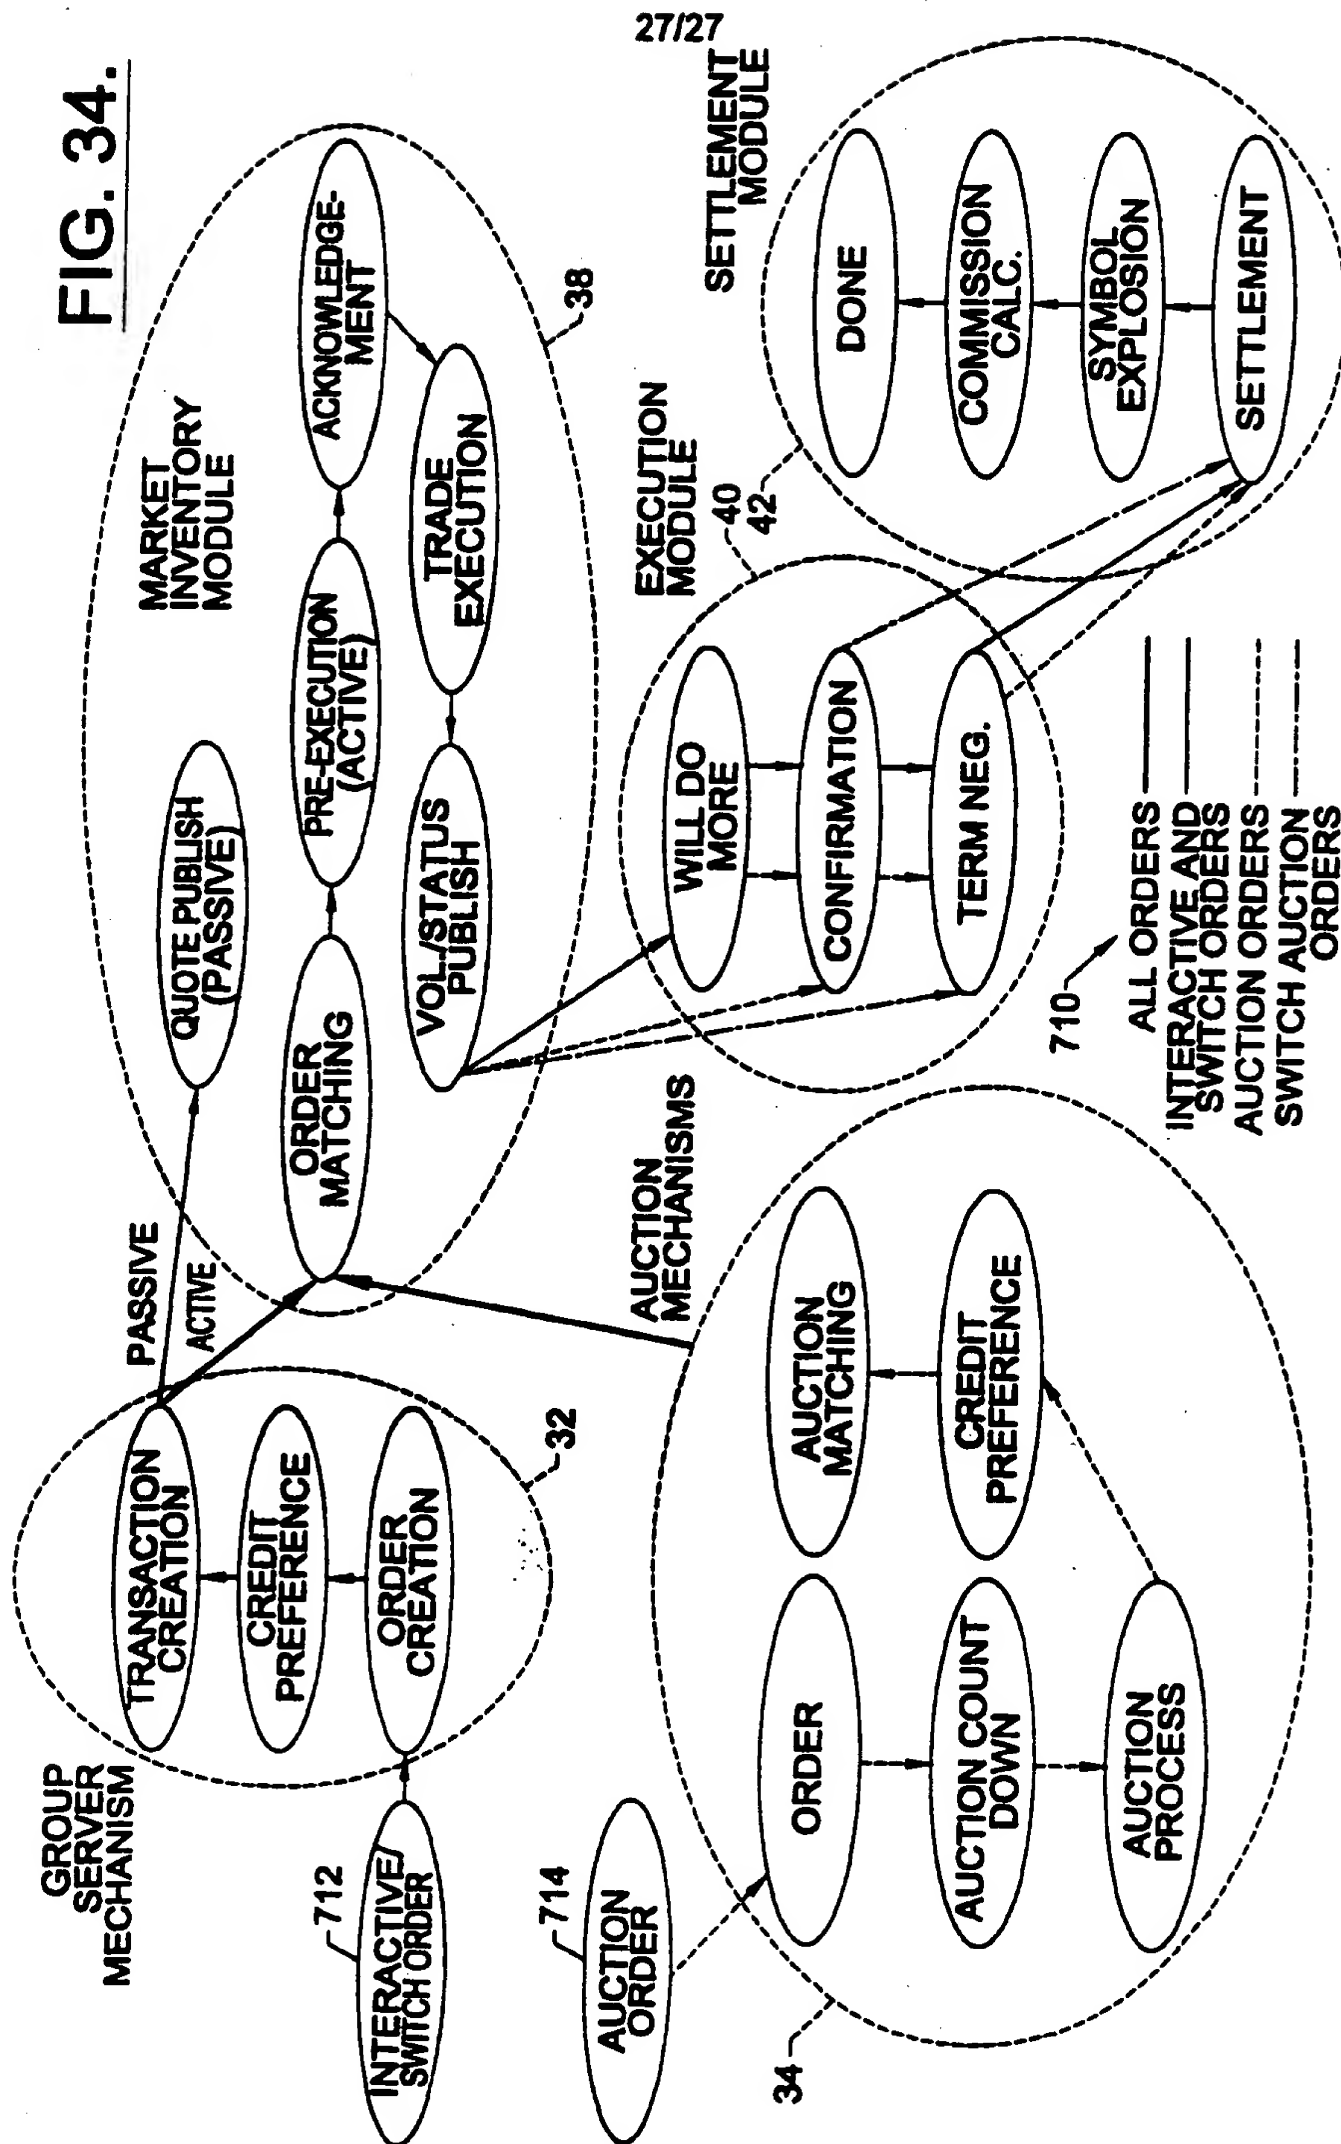 27/27
FIG. 34.
GROUP
SERVER
MECHANISM
712
INTERACTIVE/
SWITCH ORDER
TRANSACTION
CREATION
CREDIT
PREFERENCE
ORDER
CREATION
32
PASSIVE
ACTIVE
MARKET
INVENTORY
MODULE
QUOTE PUBLISH
(PASSIVE)
ORDER
MATCHING
PRE-EXECUTION
(ACTIVE)
ACKNOWLEDGE-
MENT
TRADE
EXECUTION
VOL./STATUS
PUBLISH
38
714
AUCTION
ORDER
34
AUCTION
MECHANISMS
ORDER
AUCTION COUNT
DOWN
AUCTION
PROCESS
AUCTION
MATCHING
CREDIT
PREFERENCE
EXECUTION
MODULE
40
42
WILL DO
MORE
CONFIRMATION
TERM NEG.
SETTLEMENT
MODULE
DONE
COMMISSION
CALC.
SYMBOL
EXPLOSION
SETTLEMENT
710
ALL ORDERS
INTERACTIVE AND
SWITCH ORDERS
AUCTION ORDERS
SWITCH AUCTION
ORDERS